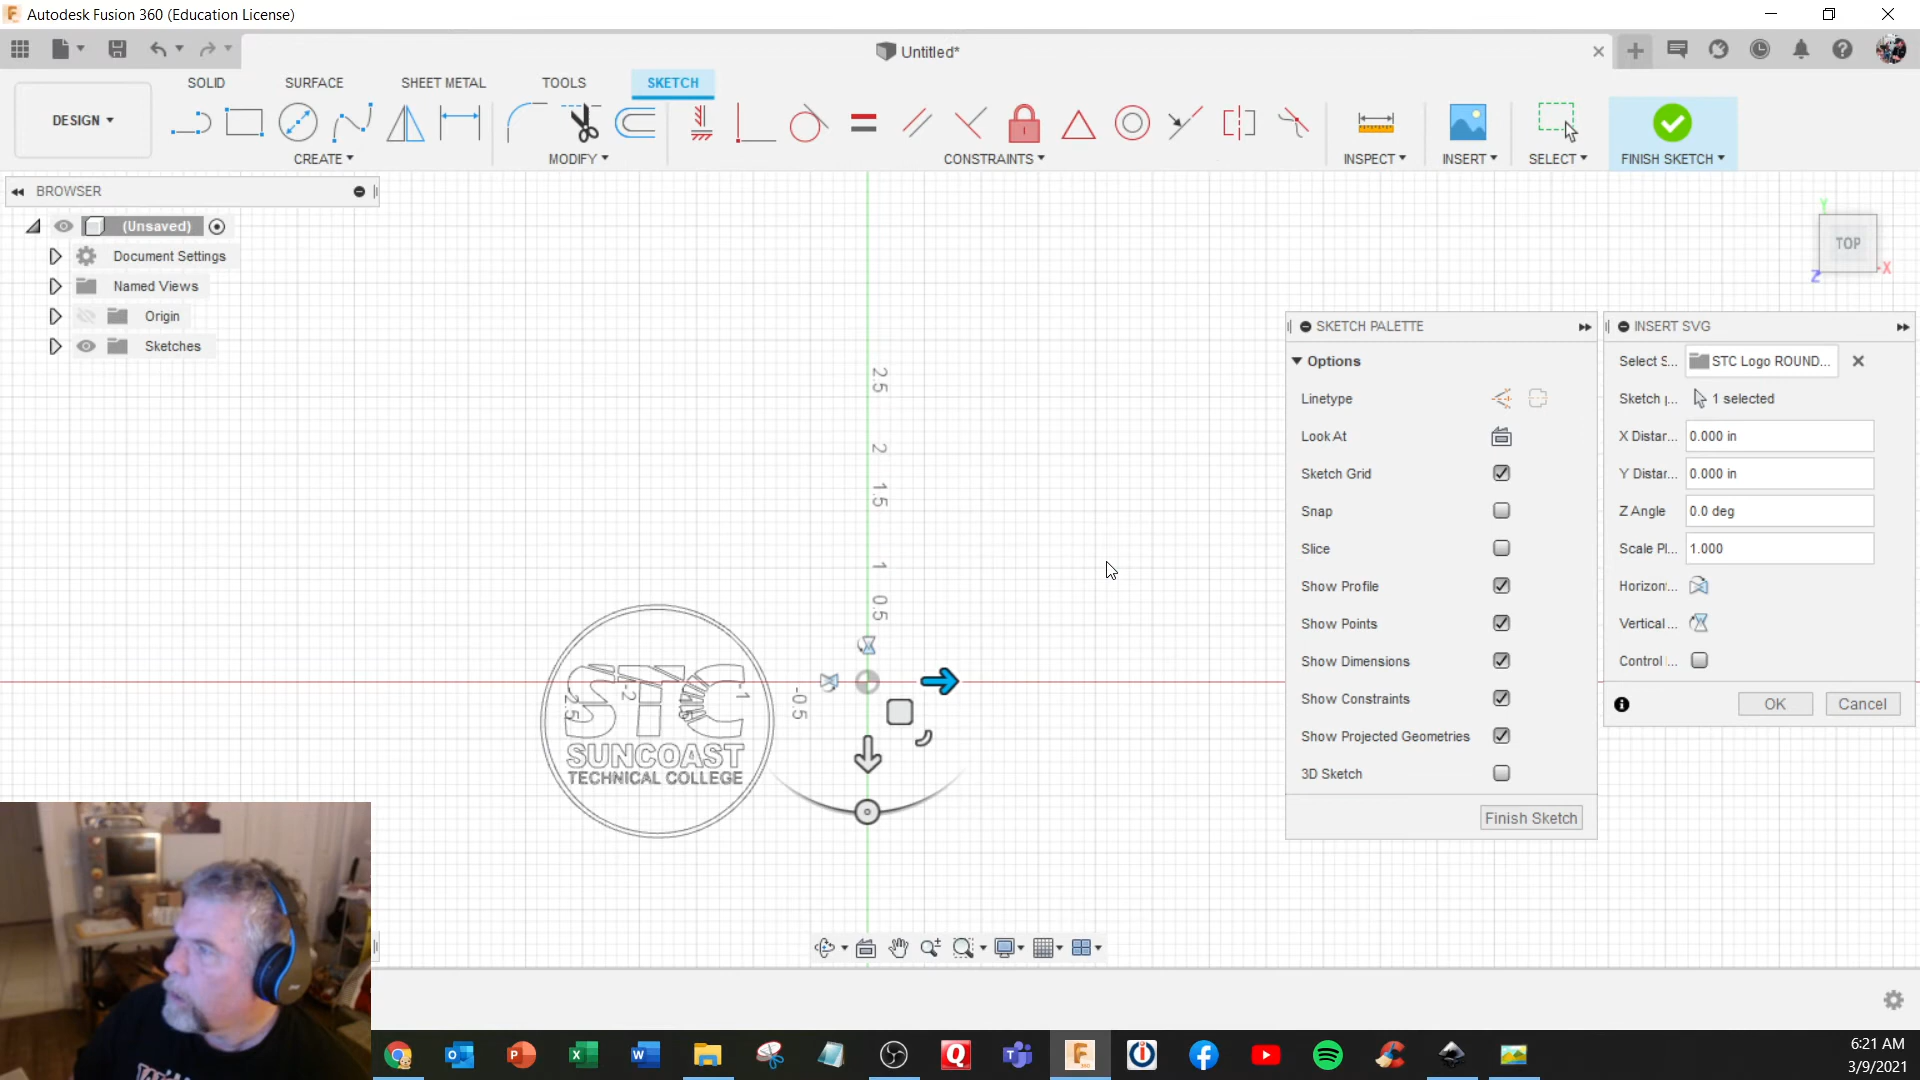 Autodesk Fusion 360 (Education License)
Untitled*
SOLID
SURFACE
SHEET METAL
TOOLS
SKETCH
DESIGN
CREATE
MODIFY
CONSTRAINTS
INSPECT
INSERT
SELECT
FINISH SKETCH
BROWSER
(Unsaved)
Document Settings
Named Views
Origin
Sketches
Y
TOP
X
Z
2.5
2
1.5
1
0.5
-0.5
-1
-2
2.5
STC
SUNCOAST
TECHNICAL COLLEGE
SKETCH PALETTE
Options
Linetype
Look At
Sketch Grid
Snap
Slice
Show Profile
Show Points
Show Dimensions
Show Constraints
Show Projected Geometries
3D Sketch
Finish Sketch
INSERT SVG
Select S... STC Logo ROUND...
Sketch p... 1 selected
X Distar... 0.000 in
Y Distar... 0.000 in
Z Angle 0.0 deg
Scale Pl... 1.000
Horizon...
Vertical ...
Control ...
OK Cancel
6:21 AM
3/9/2021